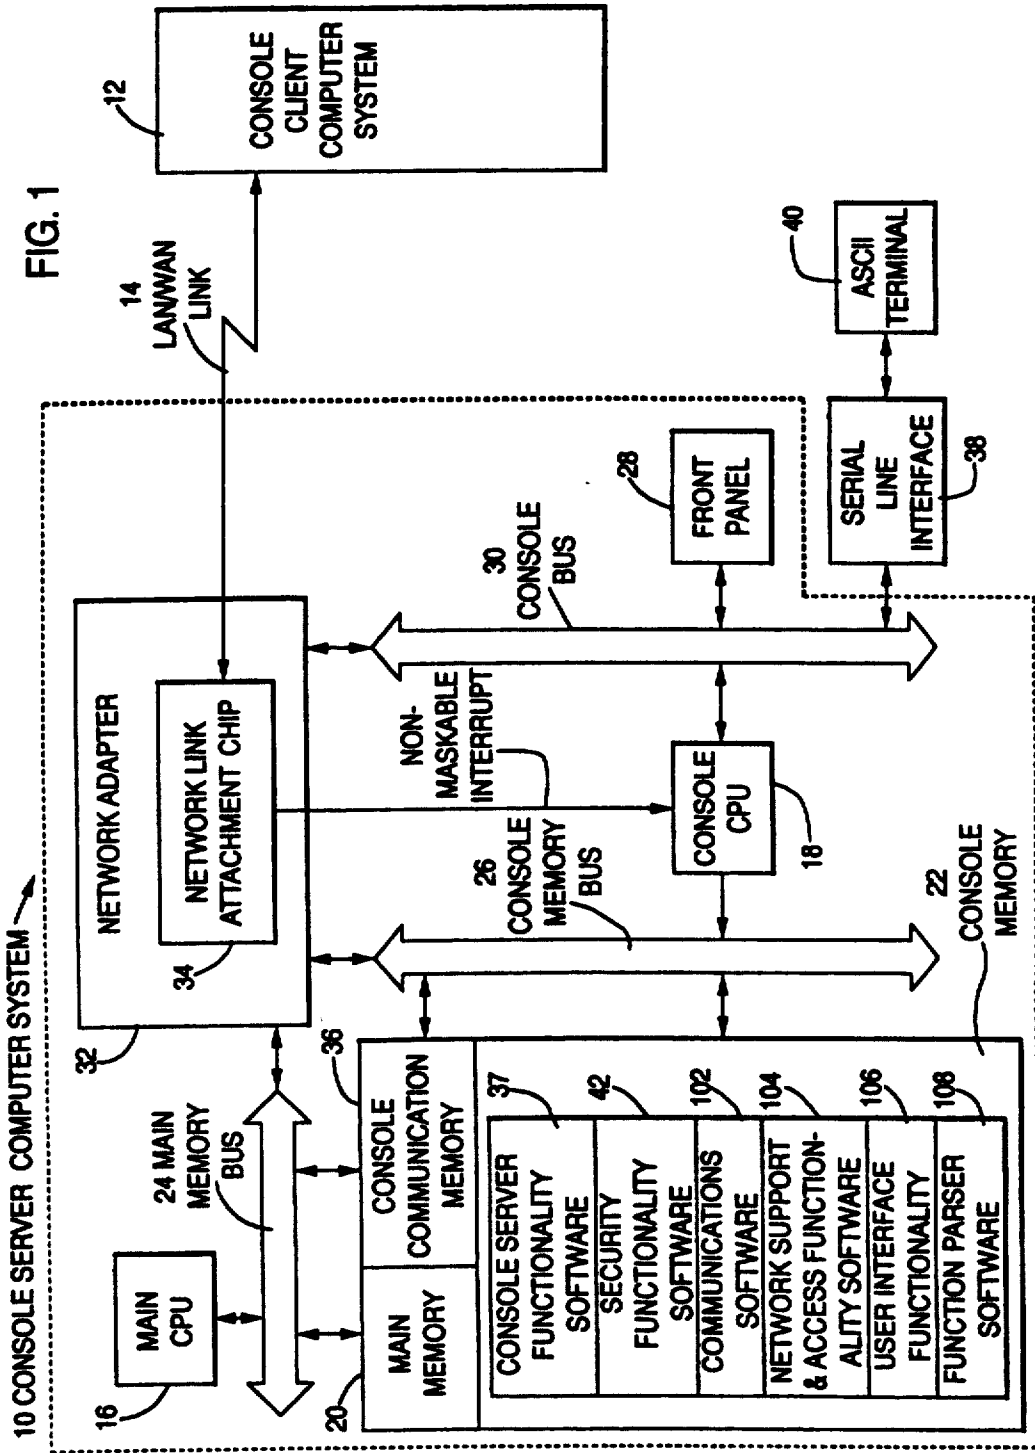 FIG. 1
10 CONSOLE SERVER COMPUTER SYSTEM
12
CONSOLE
CLIENT
COMPUTER
SYSTEM
14
LAN/WAN
LINK
32
NETWORK ADAPTER
34
NETWORK LINK
ATTACHMENT CHIP
16
MAIN
CPU
24 MAIN
MEMORY
BUS
20
MAIN
MEMORY
36
CONSOLE
COMMUNICATION
MEMORY
NON-
MASKABLE
INTERRUPT
26
CONSOLE
MEMORY
BUS
30
CONSOLE
BUS
28
FRONT
PANEL
CONSOLE
CPU
18
SERIAL
LINE
INTERFACE
38
40
ASCII
TERMINAL
22
CONSOLE
MEMORY
37
CONSOLE SERVER
FUNCTIONALITY
SOFTWARE
42
SECURITY
FUNCTIONALITY
SOFTWARE
102
COMMUNICATIONS
SOFTWARE
104
NETWORK SUPPORT
& ACCESS FUNCTION-
ALITY SOFTWARE
106
USER INTERFACE
FUNCTIONALITY
108
FUNCTION PARSER
SOFTWARE